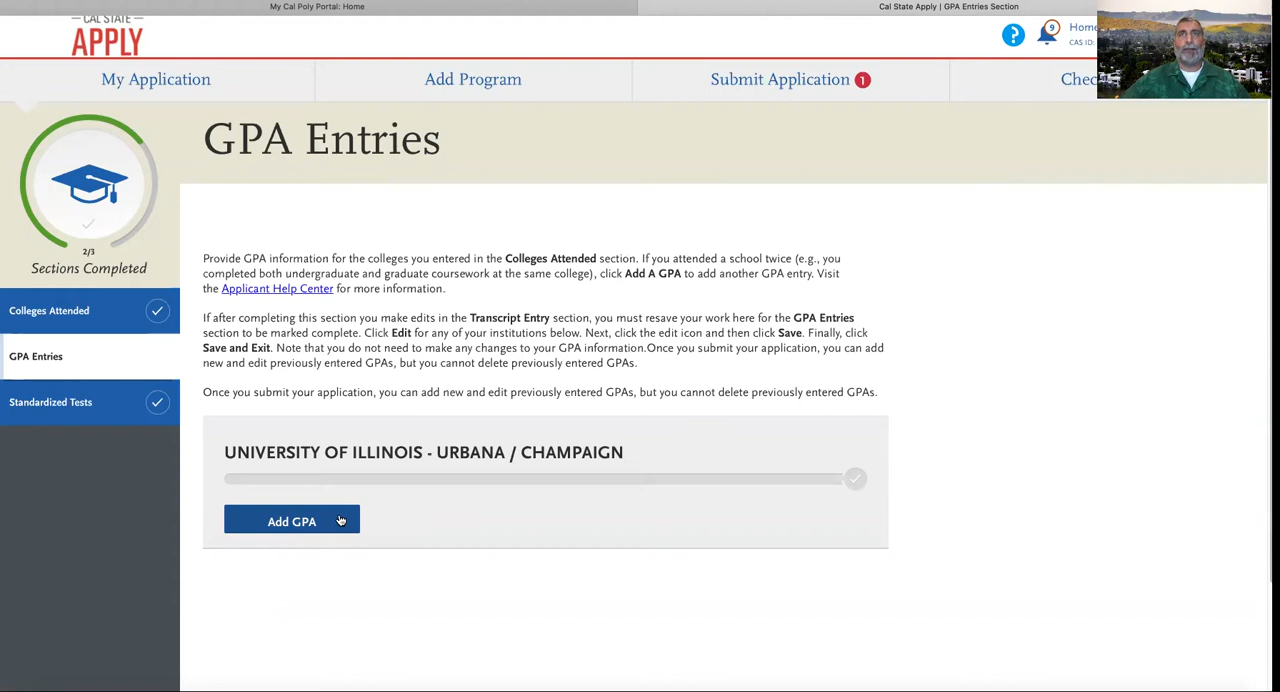 My Cal Poly Portal: Home
Cal State Apply | GPA Entries Section
CAL STATE
APPLY
9
Home
CAS ID:
My Application
Add Program
Submit Application 1
Chec
GPA Entries
2/3
Sections Completed
Colleges Attended
GPA Entries
Standardized Tests
Provide GPA information for the colleges you entered in the Colleges Attended section. If you attended a school twice (e.g., you
completed both undergraduate and graduate coursework at the same college), click Add A GPA to add another GPA entry. Visit
the Applicant Help Center for more information.
If after completing this section you make edits in the Transcript Entry section, you must resave your work here for the GPA Entries
section to be marked complete. Click Edit for any of your institutions below. Next, click the edit icon and then click Save. Finally, click
Save and Exit. Note that you do not need to make any changes to your GPA information.Once you submit your application, you can add
new and edit previously entered GPAs, but you cannot delete previously entered GPAs.
Once you submit your application, you can add new and edit previously entered GPAs, but you cannot delete previously entered GPAs.
UNIVERSITY OF ILLINOIS - URBANA / CHAMPAIGN
Add GPA